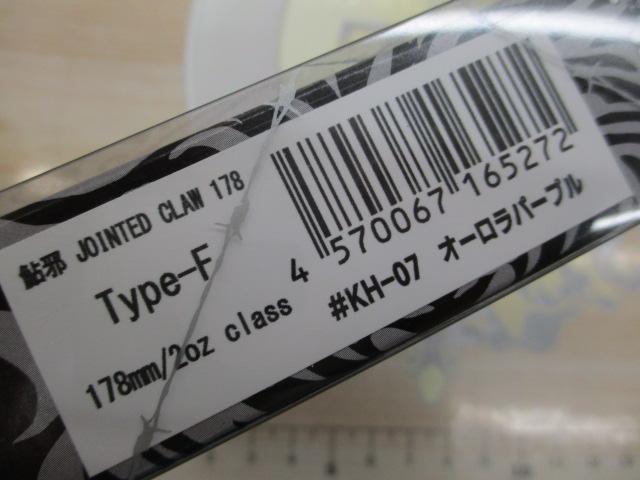 鮎邪 JOINTED CLAW 178
Type-F
178mm/2oz class
4 570067 165272
#KH-07 オーロラパープル